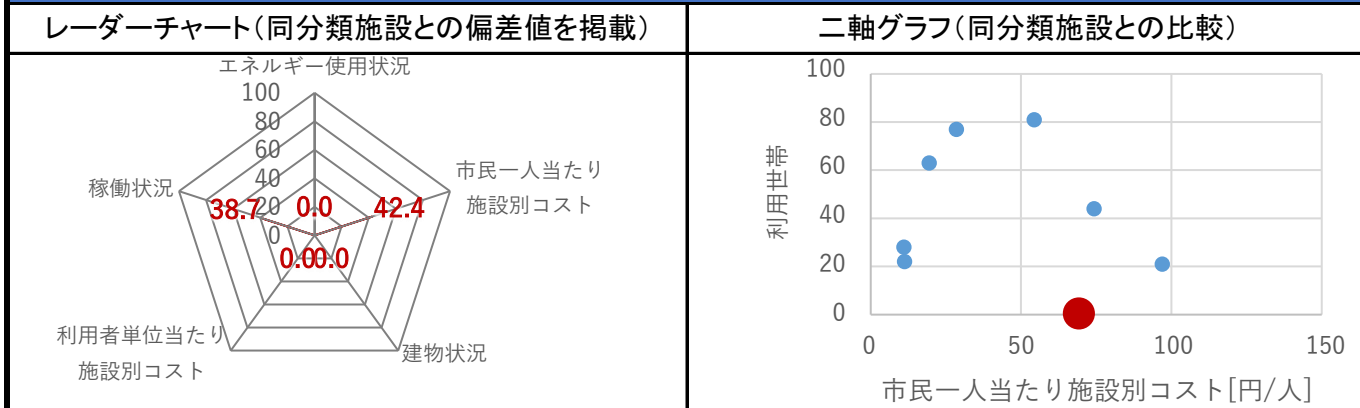 レーダーチャート(同分類施設との偏差値を掲載)
二軸グラフ(同分類施設との比較)
エネルギー使用状況
100
80
60
40
20
0
市民一人当たり
施設別コスト
稼働状況
38.7
0.0
42.4
0.0
0.0
利用者単位当たり
施設別コスト
建物状況
100
80
60
40
20
0
利用世帯
0
50
100
150
市民一人当たり施設別コスト[円/人]